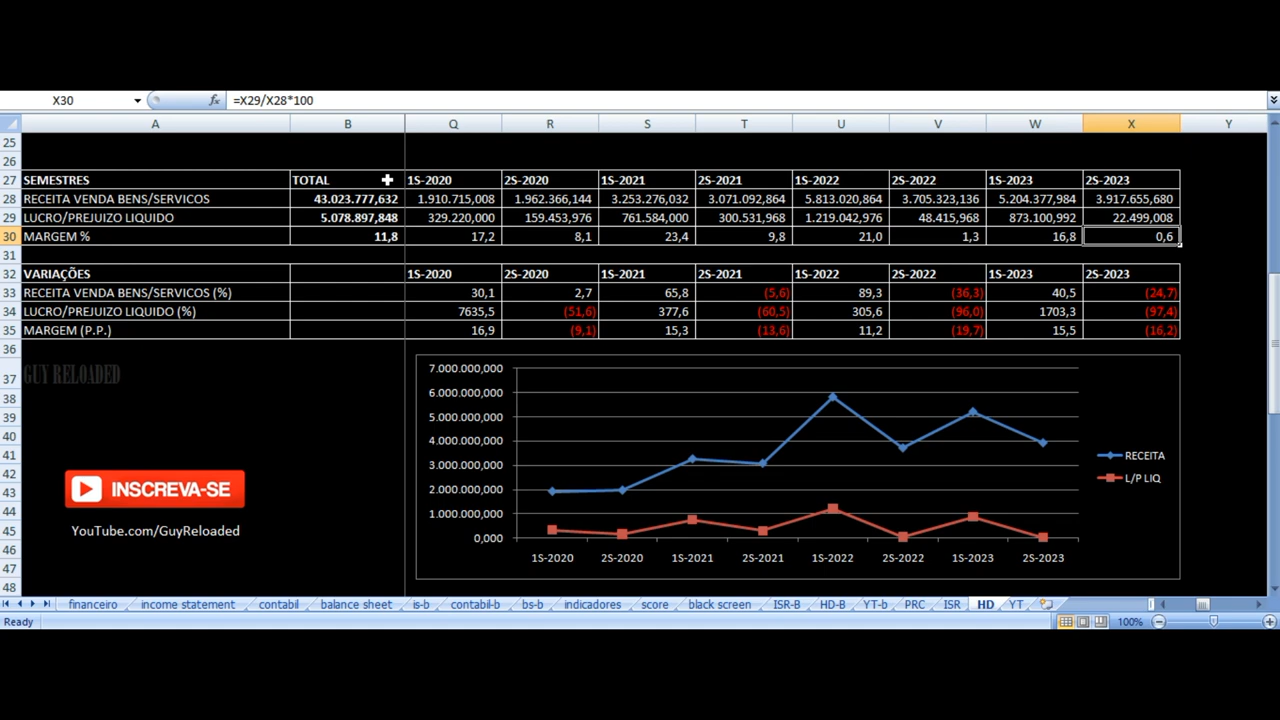 X30 fx =X29/X28*100
A B Q R S T U V W X Y
25
26
27 SEMESTRES TOTAL 1S-2020 2S-2020 1S-2021 2S-2021 1S-2022 2S-2022 1S-2023 2S-2023
28 RECEITA VENDA BENS/SERVICOS 43.023.777,632 1.910.715,008 1.962.366,144 3.253.276,032 3.071.092,864 5.813.020,864 3.705.323,136 5.204.377,984 3.917.655,680
29 LUCRO/PREJUIZO LIQUIDO 5.078.897,848 329.220,000 159.453,976 761.584,000 300.531,968 1.219.042,976 48.415,968 873.100,992 22.499,008
30 MARGEM % 11,8 17,2 8,1 23,4 9,8 21,0 1,3 16,8 0,6
31
32 VARIAÇÕES 1S-2020 2S-2020 1S-2021 2S-2021 1S-2022 2S-2022 1S-2023 2S-2023
33 RECEITA VENDA BENS/SERVICOS (%) 30,1 2,7 65,8 (5,6) 89,3 (36,3) 40,5 (24,7)
34 LUCRO/PREJUIZO LIQUIDO (%) 7635,5 (51,6) 377,6 (60,5) 305,6 (96,0) 1703,3 (97,4)
35 MARGEM (P.P.) 16,9 (9,1) 15,3 (13,6) 11,2 (19,7) 15,5 (16,2)
36
37 GUY RELOADED
38
39
40
41
42
43
44
45
46
47
48
INSCREVA-SE
YouTube.com/GuyReloaded
7.000.000,000
6.000.000,000
5.000.000,000
4.000.000,000
3.000.000,000
2.000.000,000
1.000.000,000
0,000
1S-2020 2S-2020 1S-2021 2S-2021 1S-2022 2S-2022 1S-2023 2S-2023
RECEITA
L/P LIQ
financeiro income statement contabil balance sheet is-b contabil-b bs-b indicadores score black screen ISR-B HD-B YT-b PRC ISR HD YT
Ready 100%